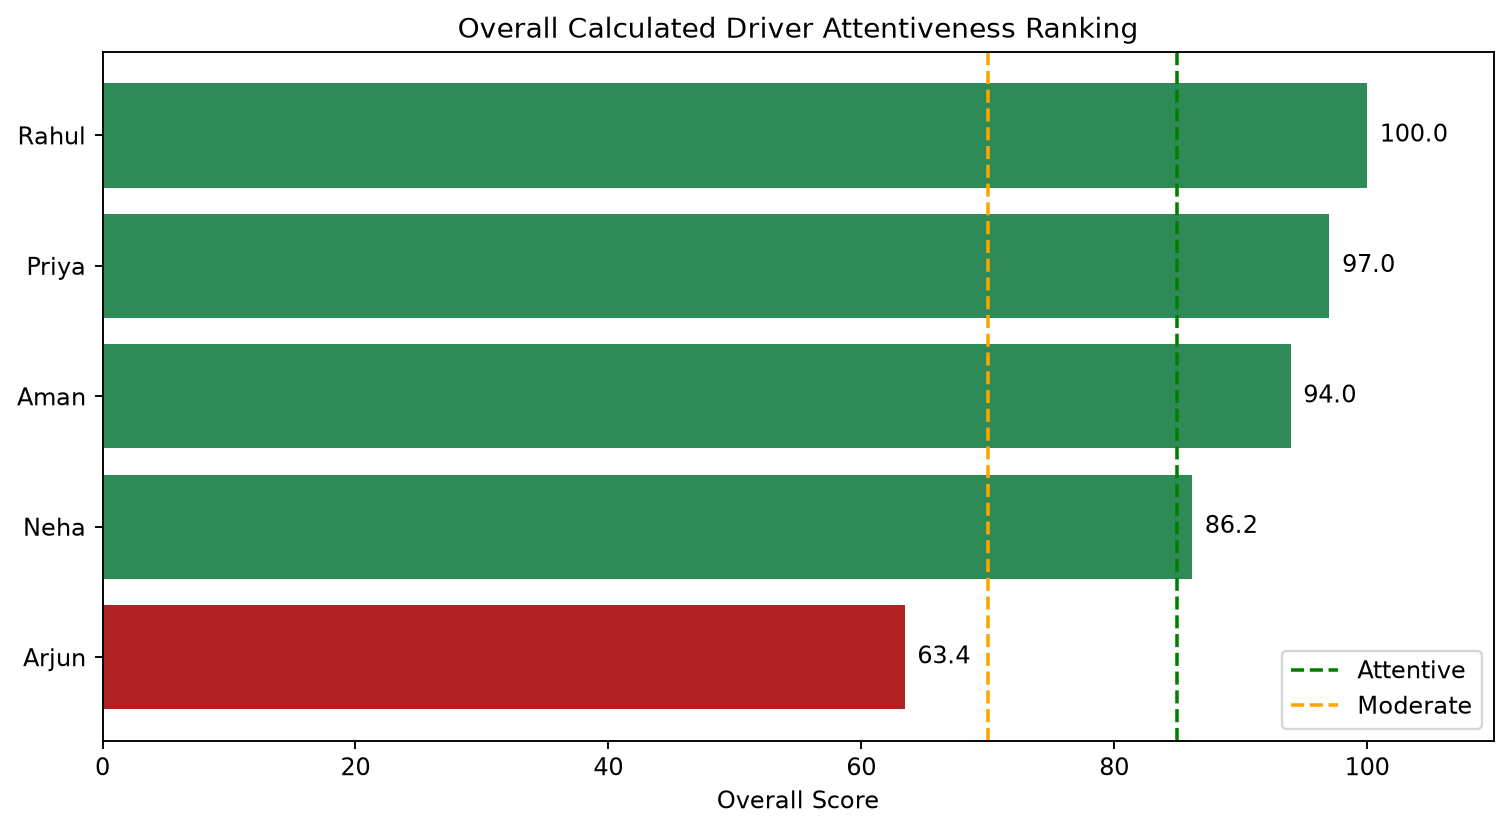 Overall Calculated Driver Attentiveness Ranking
Rahul
100.0
Priya
97.0
Aman
94.0
Neha
86.2
Arjun
63.4
Attentive
Moderate
0 20 40 60 80 100
Overall Score